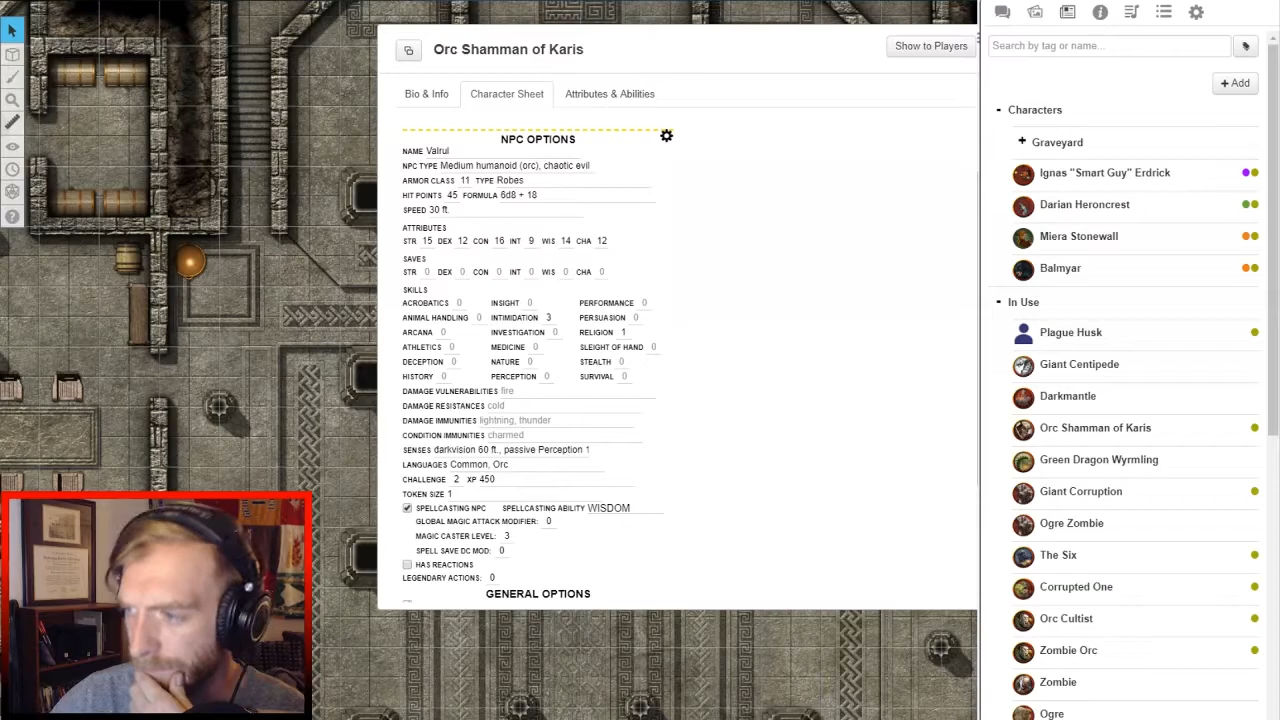 Orc Shamman of Karis
Show to Players
Bio & Info
Character Sheet
Attributes & Abilities
NPC OPTIONS
NAME Valrul
NPC TYPE Medium humanoid (orc), chaotic evil
ARMOR CLASS 11 TYPE Robes
HIT POINTS 45 FORMULA 6d8 + 18
SPEED 30 ft.
ATTRIBUTES
STR 15 DEX 12 CON 16 INT 9 WIS 14 CHA 12
SAVES
STR 0 DEX 0 CON 0 INT 0 WIS 0 CHA 0
SKILLS
ACROBATICS 0 INSIGHT 0 PERFORMANCE 0
ANIMAL HANDLING 0 INTIMIDATION 3 PERSUASION 0
ARCANA 0 INVESTIGATION 0 RELIGION 1
ATHLETICS 0 MEDICINE 0 SLEIGHT OF HAND 0
DECEPTION 0 NATURE 0 STEALTH 0
HISTORY 0 PERCEPTION 0 SURVIVAL 0
DAMAGE VULNERABILITIES fire
DAMAGE RESISTANCES cold
DAMAGE IMMUNITIES lightning, thunder
CONDITION IMMUNITIES charmed
SENSES darkvision 60 ft., passive Perception 1
LANGUAGES Common, Orc
CHALLENGE 2 XP 450
TOKEN SIZE 1
SPELLCASTING NPC SPELLCASTING ABILITY WISDOM
GLOBAL MAGIC ATTACK MODIFIER: 0
MAGIC CASTER LEVEL: 3
SPELL SAVE DC MOD: 0
HAS REACTIONS
LEGENDARY ACTIONS: 0
GENERAL OPTIONS
Search by tag or name...
+ Add
Characters
Graveyard
Ignas "Smart Guy" Erdrick
Darian Heroncrest
Miera Stonewall
Balmyar
In Use
Plague Husk
Giant Centipede
Darkmantle
Orc Shamman of Karis
Green Dragon Wyrmling
Giant Corruption
Ogre Zombie
The Six
Corrupted One
Orc Cultist
Zombie Orc
Zombie
Ogre